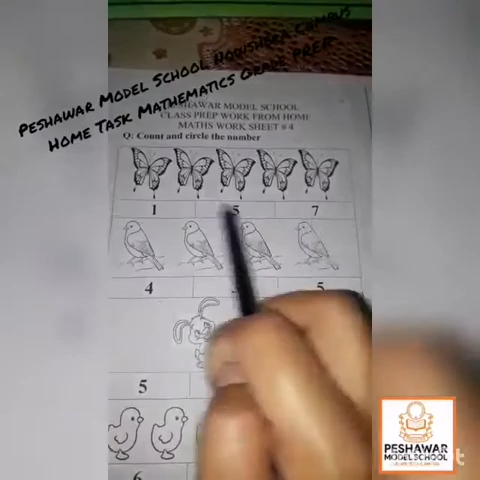 Peshawar Model School Nowshera Campus
Home Task Mathematics Grade Prep
PESHAWAR MODEL SCHOOL
CLASS PREP WORK FROM HOME
MATHS WORK SHEET # 4
Q: Count and circle the number
1 5 7
4 5
5
6
PESHAWAR
MODEL SCHOOL